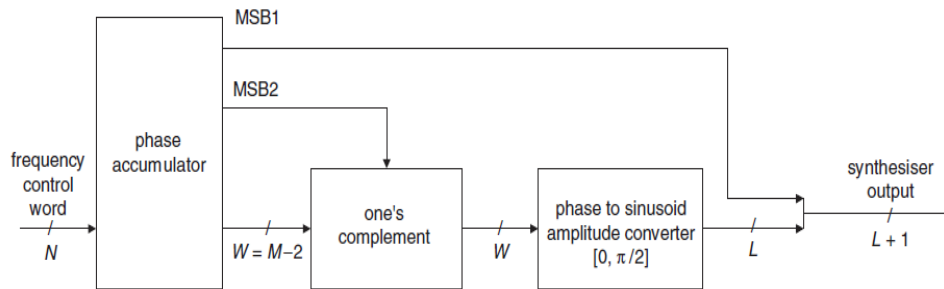 MSB1
MSB2
phase
accumulator
frequency
control
word
N
W = M–2
one's
complement
W
phase to sinusoid
amplitude converter
[0, π/2]
L
synthesiser
output
L + 1